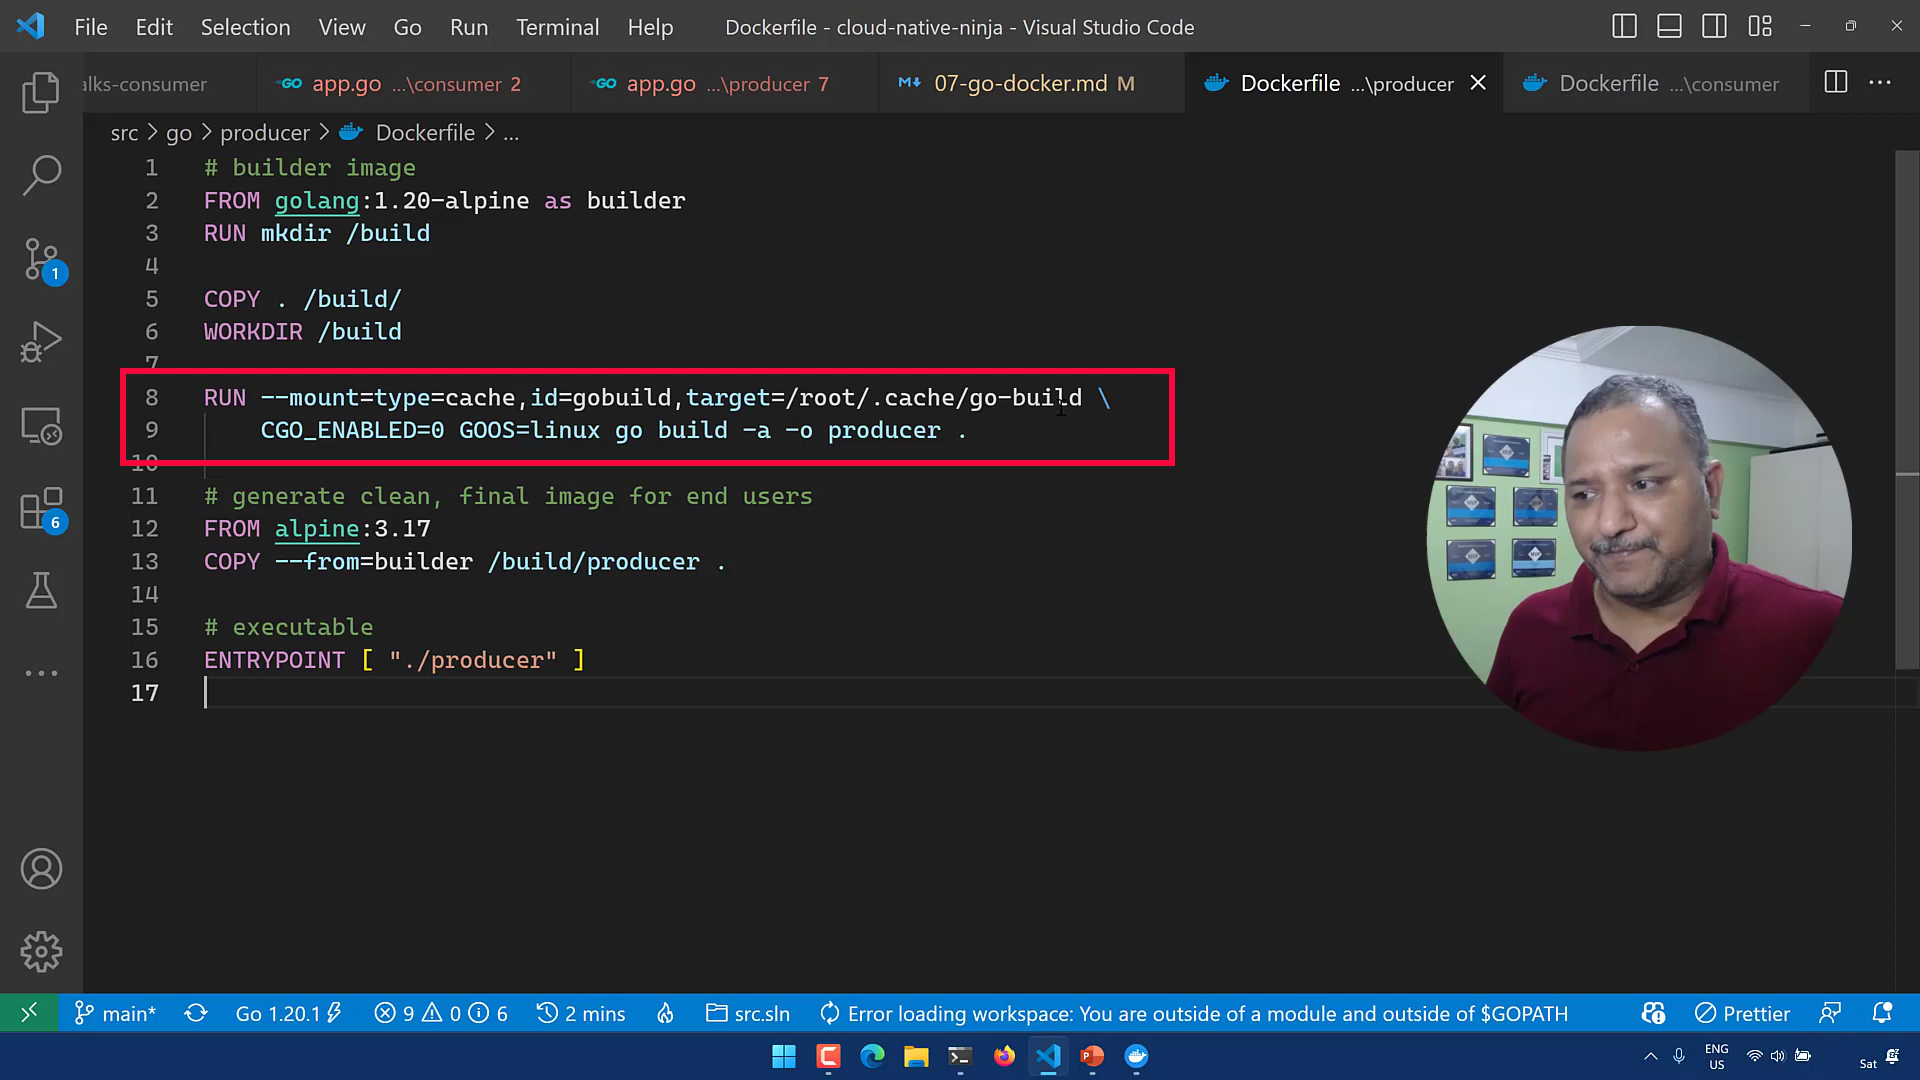 File Edit Selection View Go Run Terminal Help Dockerfile - cloud-native-ninja - Visual Studio Code
alks-consumer app.go ...\consumer 2 app.go ...\producer 7 07-go-docker.md M Dockerfile ...\producer Dockerfile ...\consumer
src > go > producer > Dockerfile > ...
1 # builder image
2 FROM golang:1.20-alpine as builder
3 RUN mkdir /build
4
5 COPY . /build/
6 WORKDIR /build
7
8 RUN --mount=type=cache,id=gobuild,target=/root/.cache/go-build \
9 CGO_ENABLED=0 GOOS=linux go build -a -o producer .
10
11 # generate clean, final image for end users
12 FROM alpine:3.17
13 COPY --from=builder /build/producer .
14
15 # executable
16 ENTRYPOINT [ "./producer" ]
17
1
6
main* Go 1.20.1 9 0 6 2 mins src.sln Error loading workspace: You are outside of a module and outside of $GOPATH Prettier
ENG
US
Sat